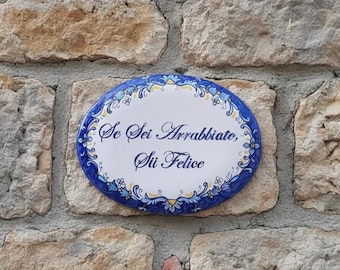 Se Sei Arrabbiato,
Sii Felice